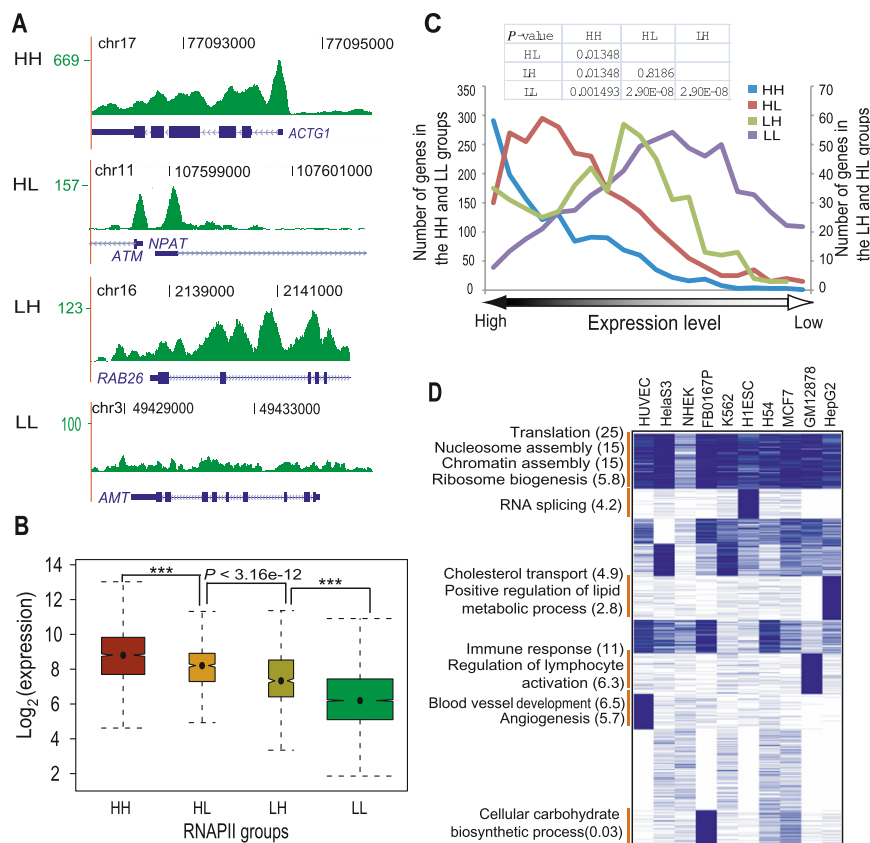 A
chr17 77093000 77095000
HH 669
ACTG1
chr11 107599000 107601000
HL 157
NPAT
ATM
chr16 2139000 2141000
LH 123
RAB26
chr3 49429000 49433000
LL 100
AMT
B
14
12
10
8
6
4
2
Log2(expression)
*** P < 3.16e-12 ***
HH HL LH LL
RNAPII groups
C
P-value HH HL LH
HL 0.01348
LH 0.01348 0.8186
LL 0.001493 2.90E-08 2.90E-08
350
300
250
200
150
100
50
0
Number of genes in
the HH and LL groups
70
60
50
40
30
20
10
0
Number of genes in
the LH and HL groups
HH
HL
LH
LL
High Expression level Low
D
HUVEC HelaS3 NHEK FB0167P K562 H1ESC H54 MCF7 GM12878 HepG2
Translation (25)
Nucleosome assembly (15)
Chromatin assembly (15)
Ribosome biogenesis (5.8)
RNA splicing (4.2)
Cholesterol transport (4.9)
Positive regulation of lipid
metabolic process (2.8)
Immune response (11)
Regulation of lymphocyte
activation (6.3)
Blood vessel development (6.5)
Angiogenesis (5.7)
Cellular carbohydrate
biosynthetic process(0.03)